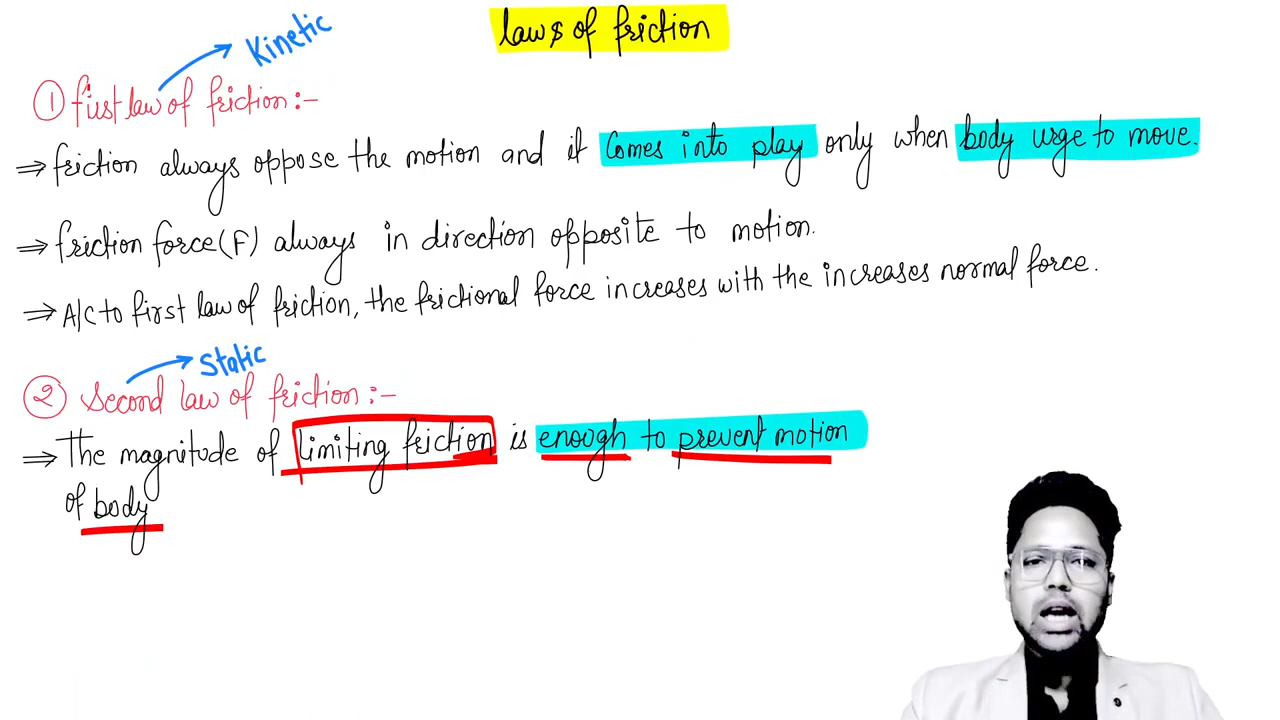 laws of friction
Kinetic
① first law of friction :-
⇒ friction always oppose the motion and it Comes into play only when body urge to move.
⇒ friction force (F) always in direction opposite to motion.
⇒ A/C to first law of friction, the frictional force increases with the increases normal force.
Static
② Second law of friction :-
⇒ The magnitude of limiting friction is enough to prevent motion
of body